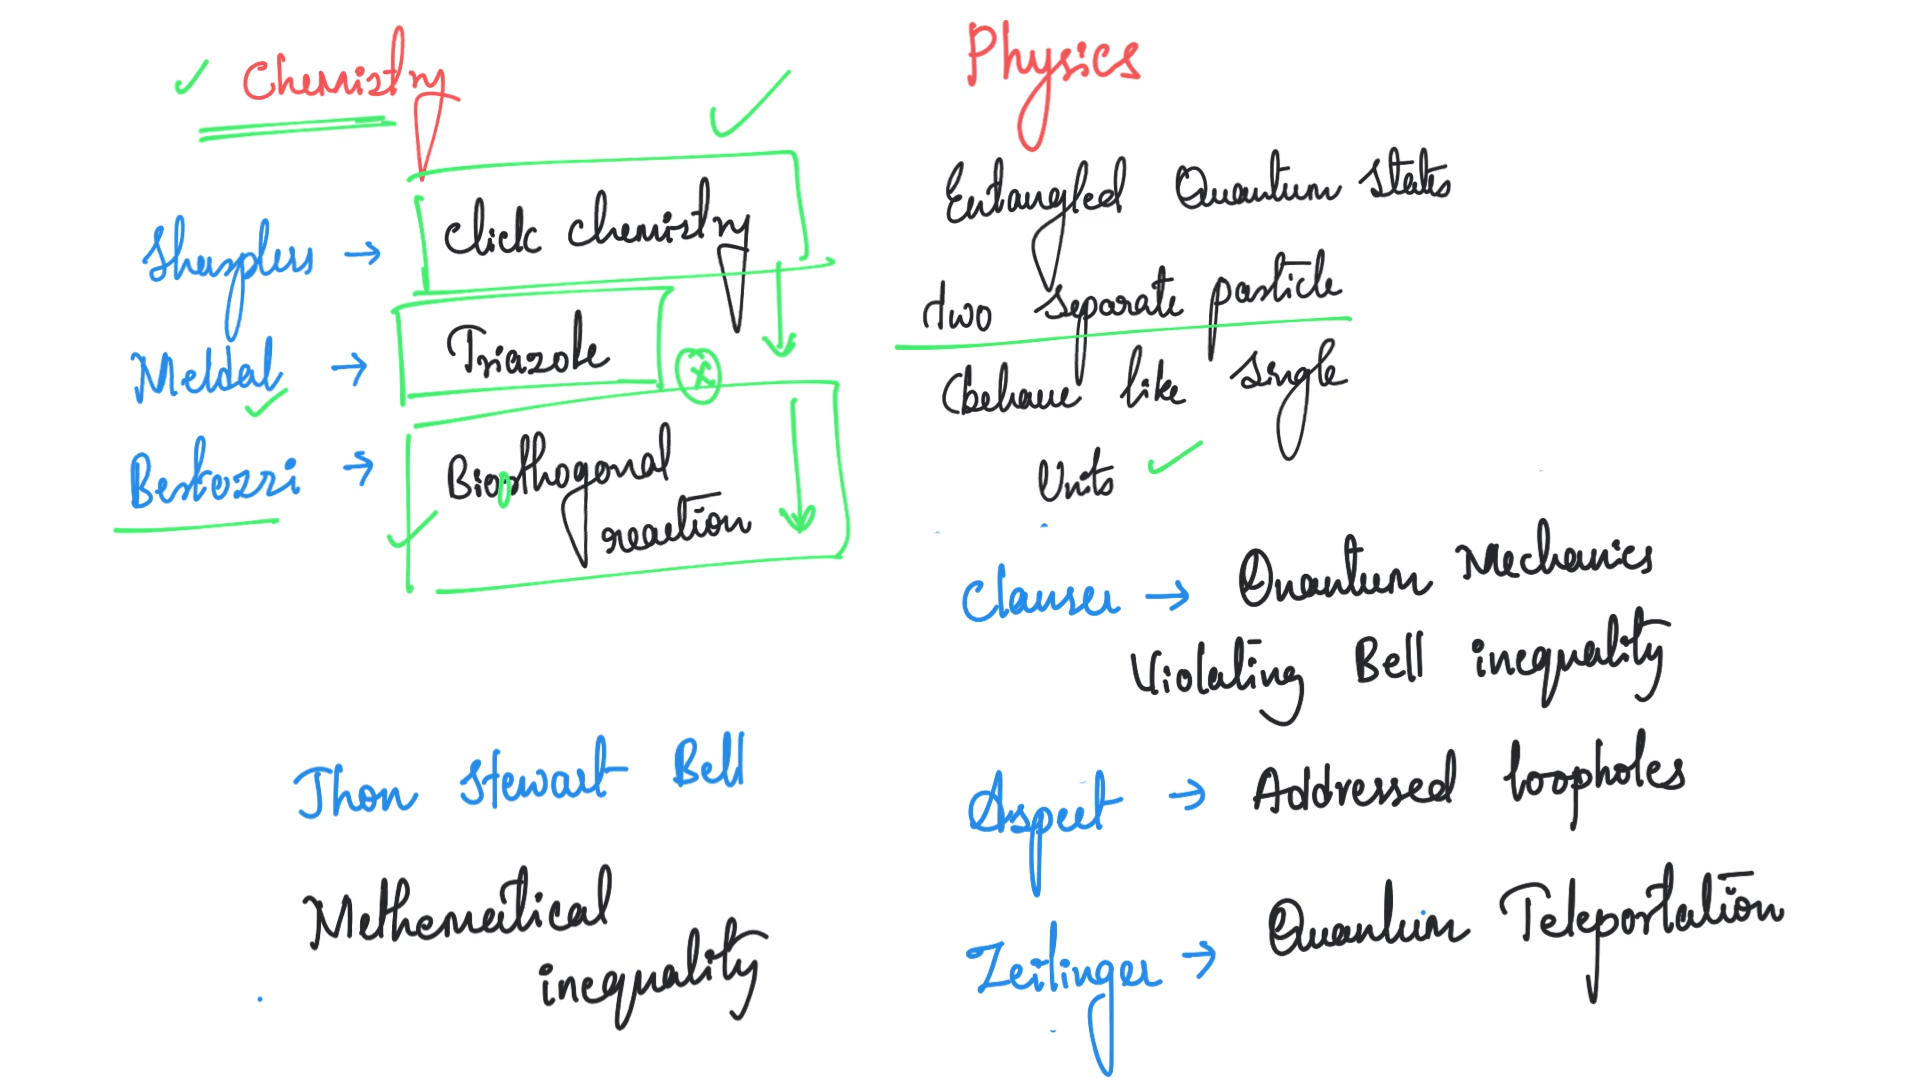 Chemistry
Sharpless → click chemistry
Meldal → Triazole
Bertozzi → Bioorthogonal
reaction
Jhon Stewart Bell
Methematical
inequality
Physics
Entangled Quantum States
two separate particle
(behave like single
Units
Clauser → Quantum Mechanics
Violating Bell inequality
Aspect → Addressed loopholes
Zeilinger → Quantum Teleportation